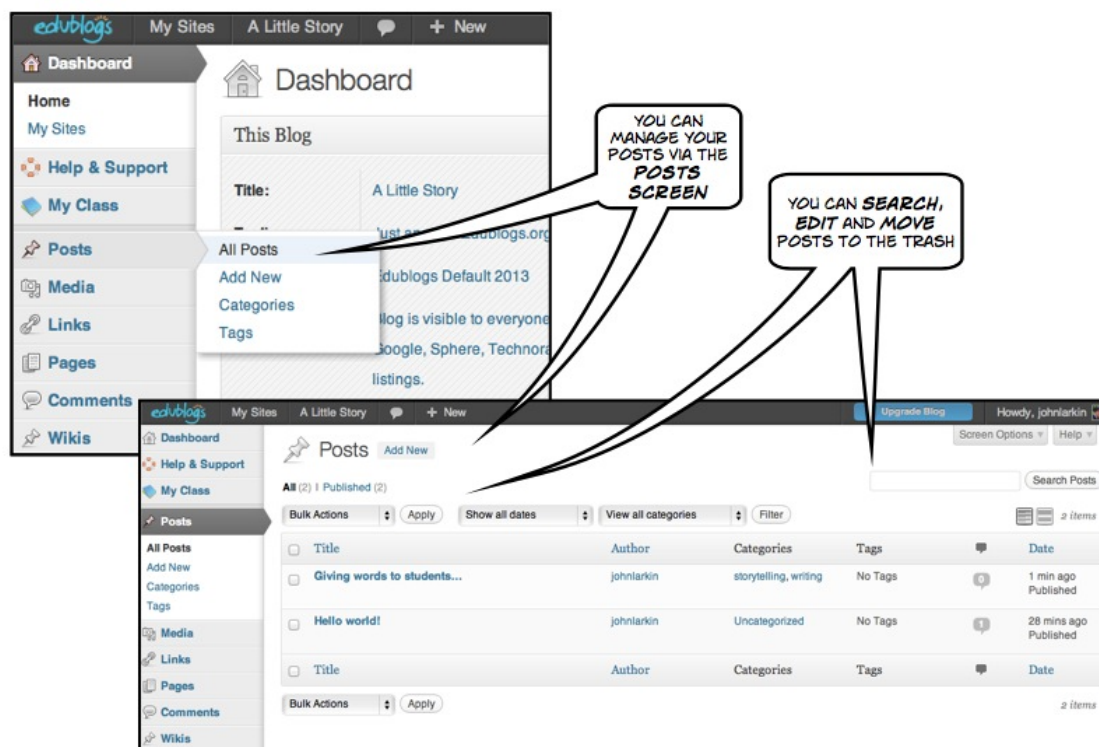 edublogs My Sites A Little Story + New
Dashboard
Home
My Sites
Help & Support
My Class
Posts
Media
Links
Pages
Comments
Wikis
Dashboard
This Blog
Title: A Little Story
Edublogs Default 2013
Blog is visible to everyone
Google, Sphere,
listings.
All Posts
Add New
Categories
Tags
YOU CAN
MANAGE YOUR
POSTS VIA THE
POSTS
SCREEN
YOU CAN SEARCH,
EDIT AND MOVE
POSTS TO THE TRASH
edublogs My Sites A Little Story + New Upgrade Blog Howdy, johnlarkin
Dashboard
Help & Support
My Class
Posts
All Posts
Add New
Categories
Tags
Media
Links
Pages
Comments
Wikis
Screen Options Help
Posts Add New
All (2) | Published (2)
Search Posts
Bulk Actions Apply Show all dates View all categories Filter 2 items
Title Author Categories Tags Date
Giving words to students... johnlarkin storytelling, writing No Tags 0 1 min ago
Published
Hello world! johnlarkin Uncategorized No Tags 1 28 mins ago
Published
Title Author Categories Tags Date
Bulk Actions Apply 2 items